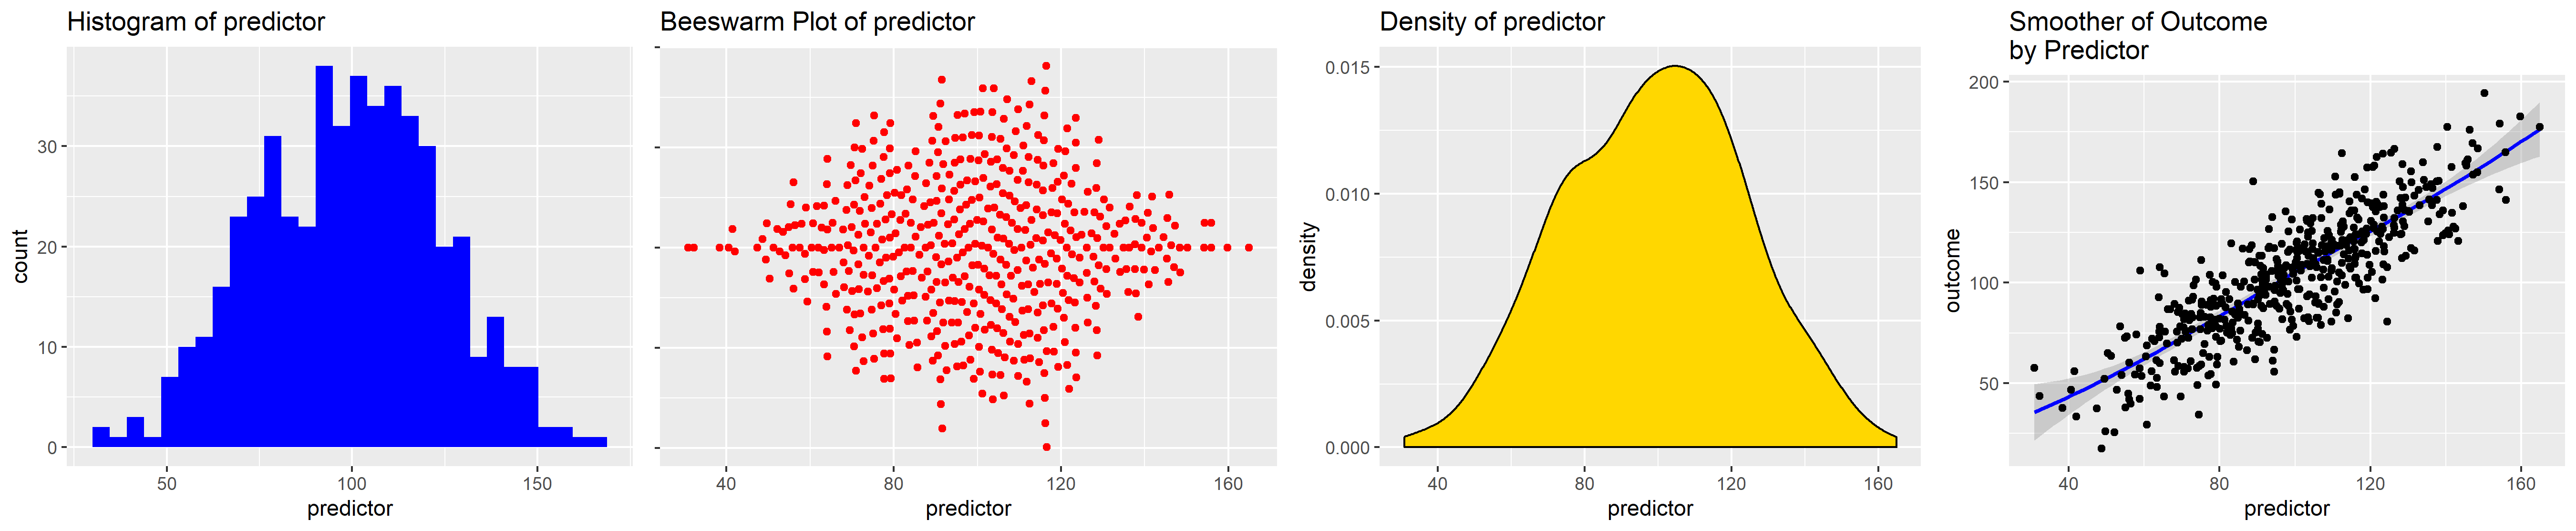 Histogram of predictor
count
30
20
10
0
50 100 150
predictor
Beeswarm Plot of predictor
40 80 120 160
predictor
Density of predictor
density
0.015
0.010
0.005
0.000
40 80 120 160
predictor
Smoother of Outcome
by Predictor
outcome
200
150
100
50
40 80 120 160
predictor